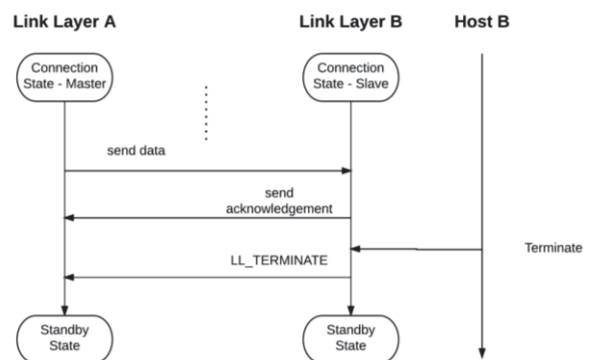 Link Layer A
Link Layer B
Host B
Connection
State - Master
Connection
State - Slave
send data
send
acknowledgement
Terminate
LL_TERMINATE
Standby
State
Standby
State